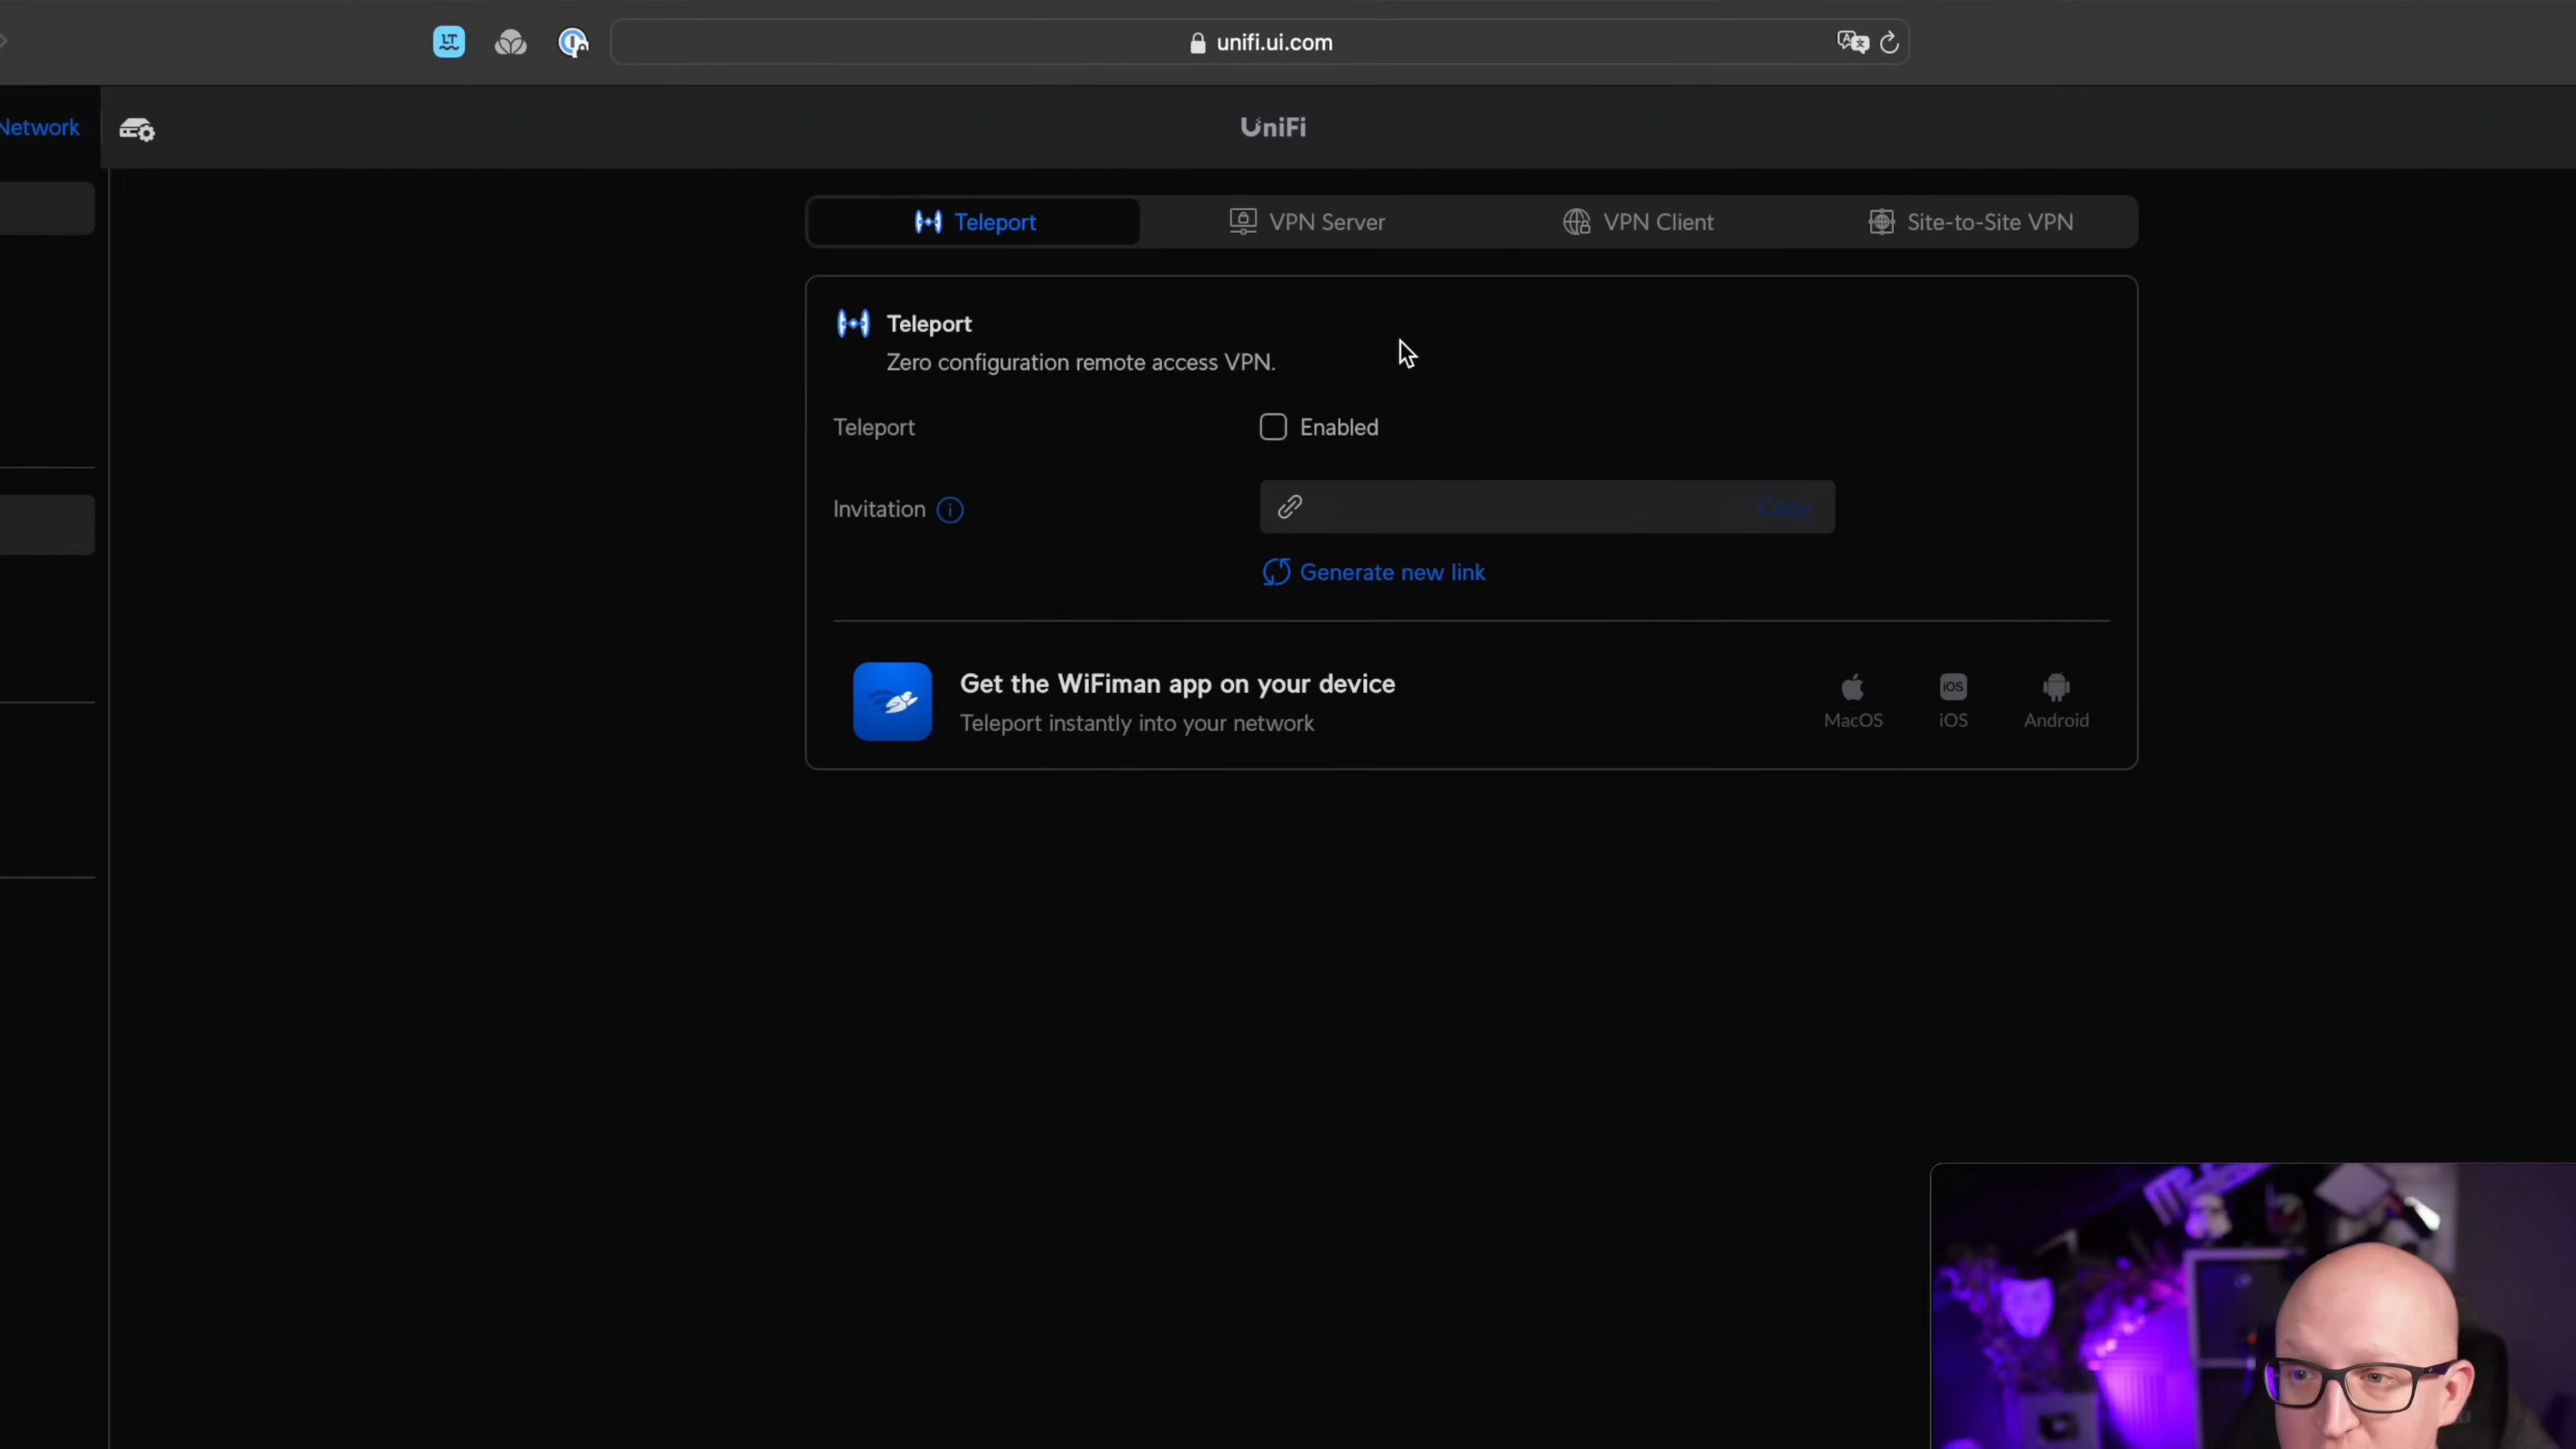 LT
unifi.ui.com
Network
UniFi
Teleport
VPN Server
VPN Client
Site-to-Site VPN
Teleport
Zero configuration remote access VPN.
Teleport
Enabled
Invitation
Copy
Generate new link
Get the WiFiman app on your device
Teleport instantly into your network
iOS
MacOS
iOS
Android